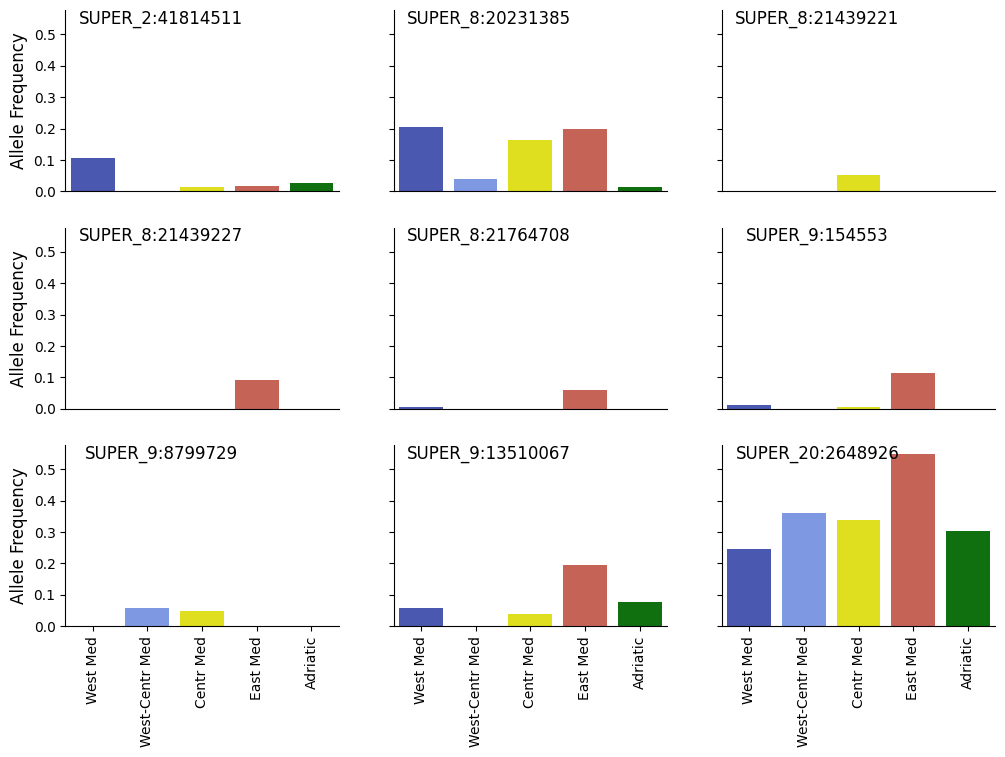 SUPER_2:41814511
SUPER_8:20231385
SUPER_8:21439221
Allele Frequency
0.5
0.4
0.3
0.2
0.1
0.0
SUPER_8:21439227
SUPER_8:21764708
SUPER_9:154553
Allele Frequency
0.5
0.4
0.3
0.2
0.1
0.0
SUPER_9:8799729
SUPER_9:13510067
SUPER_20:2648926
Allele Frequency
0.5
0.4
0.3
0.2
0.1
0.0
West Med
West-Centr Med
Centr Med
East Med
Adriatic
West Med
West-Centr Med
Centr Med
East Med
Adriatic
West Med
West-Centr Med
Centr Med
East Med
Adriatic